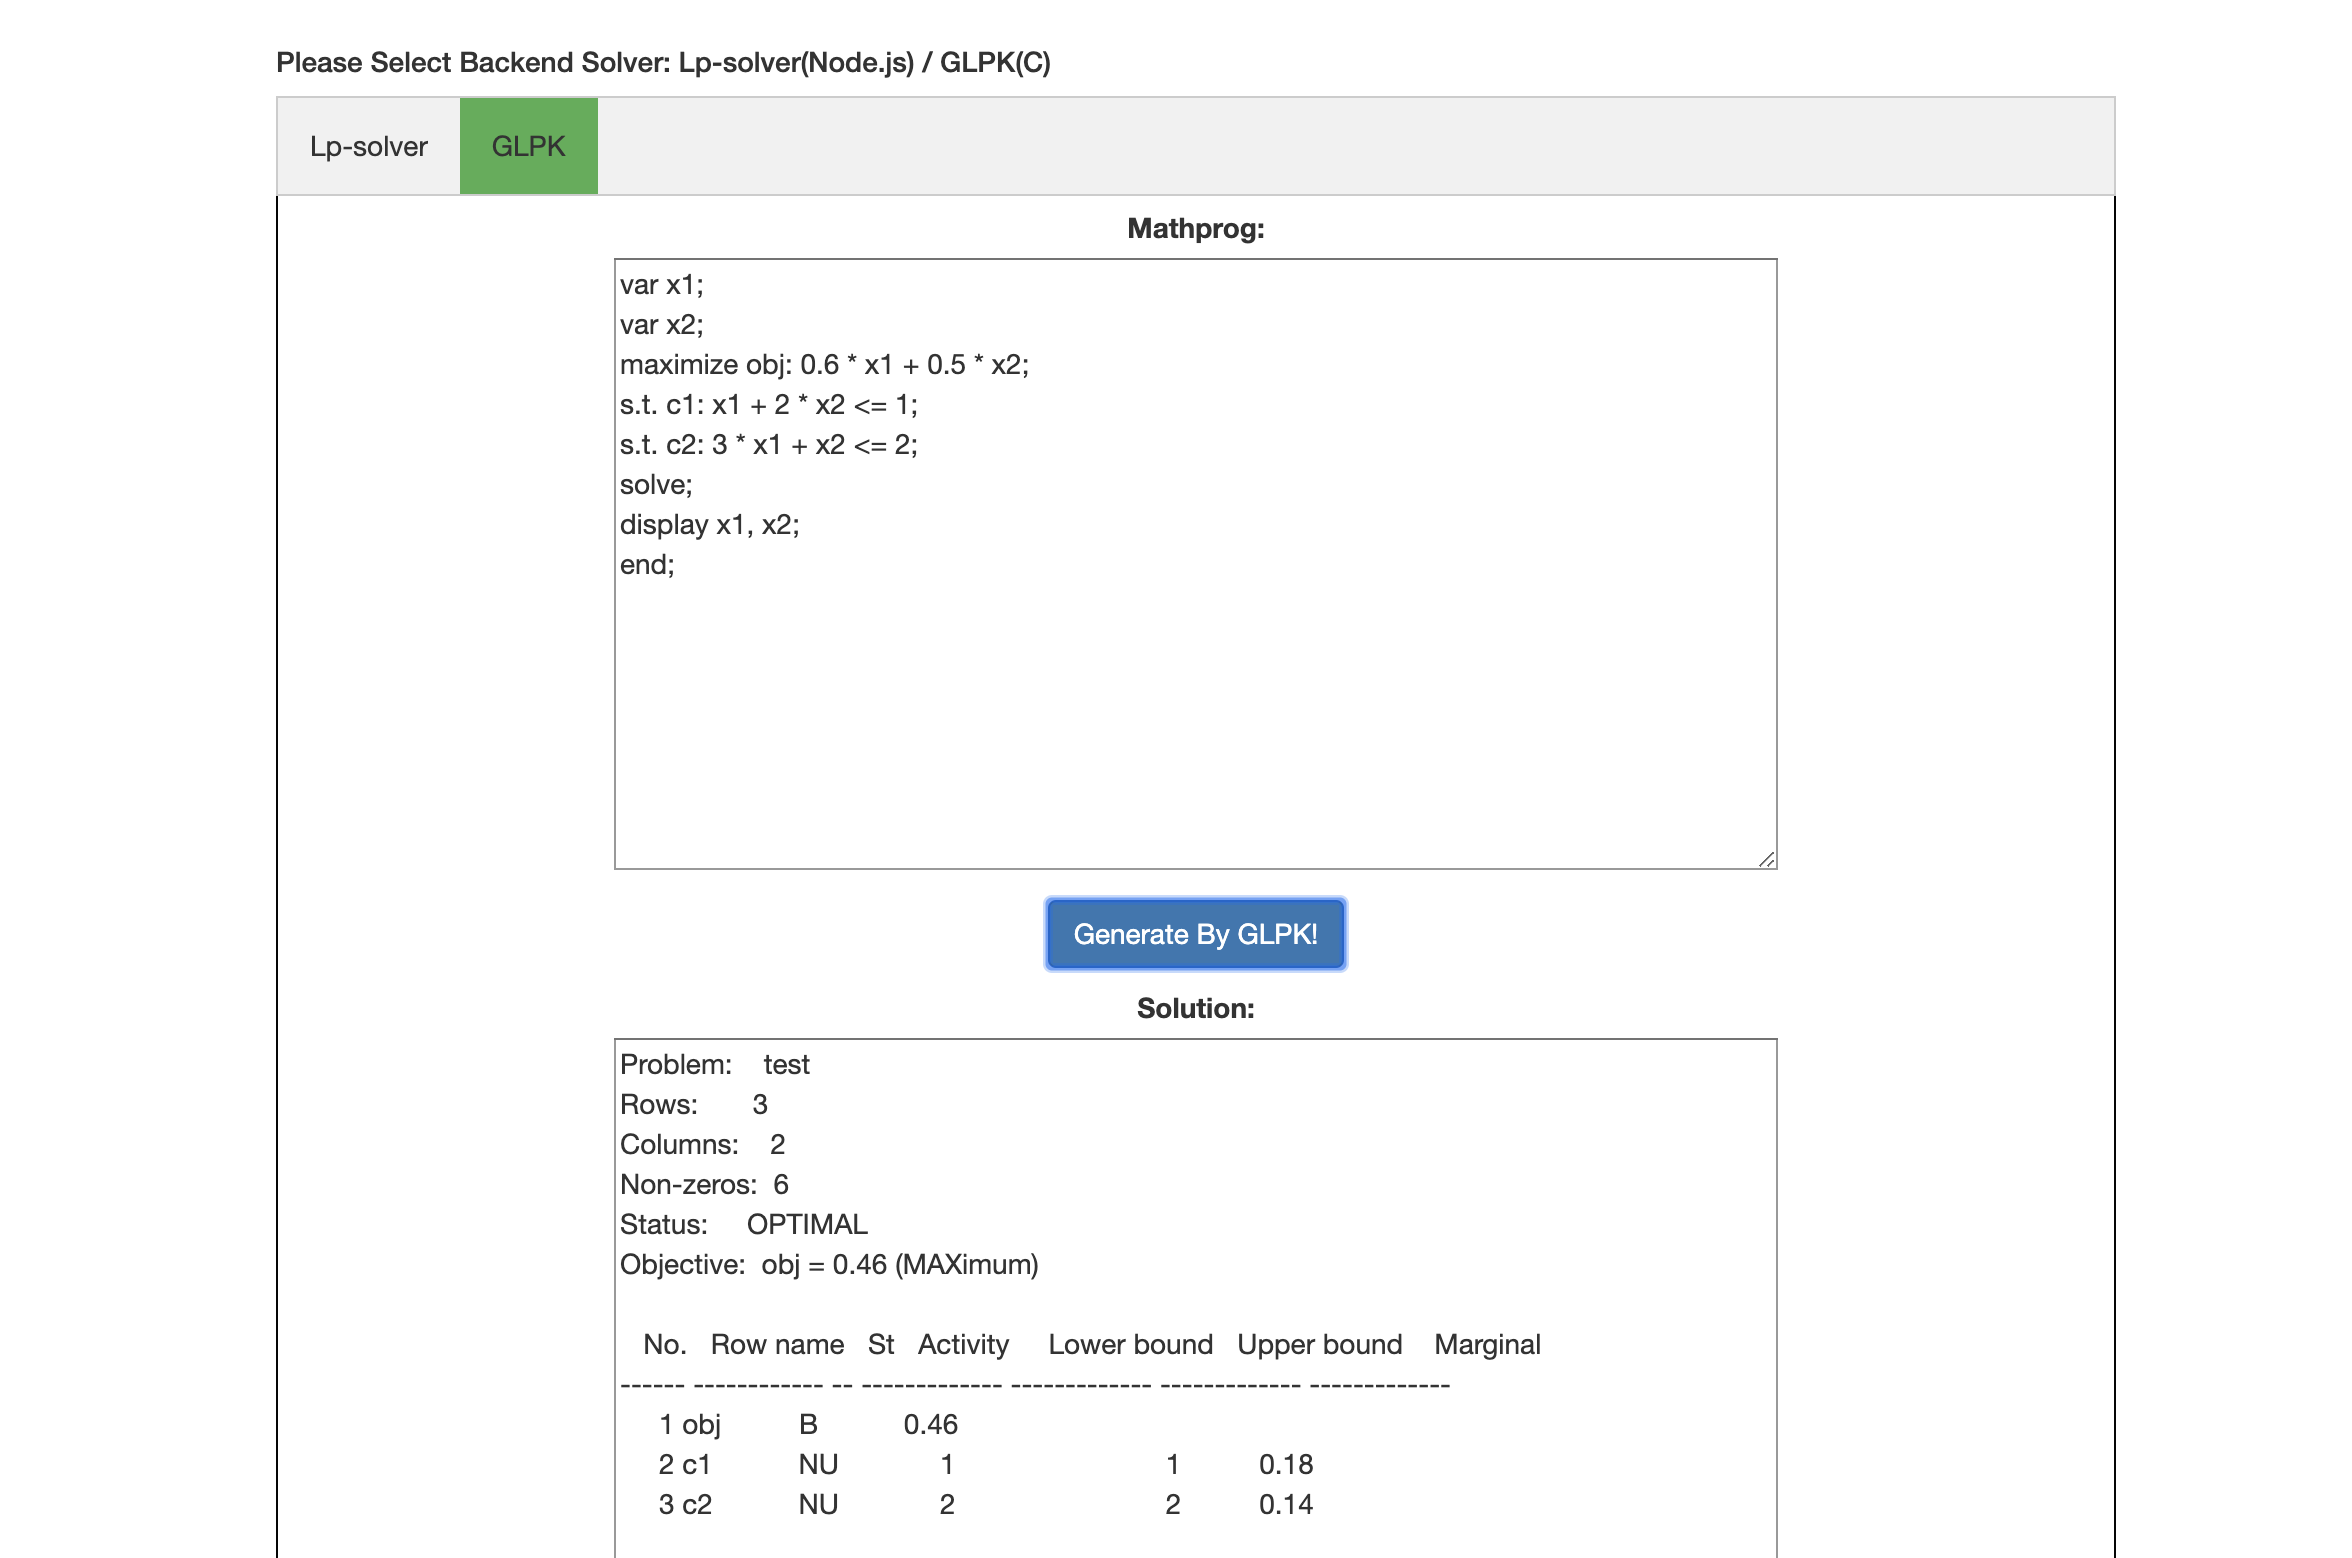 Please Select Backend Solver: Lp-solver(Node.js) / GLPK(C)
Lp-solver GLPK
Mathprog:
var x1;
var x2;
maximize obj: 0.6 * x1 + 0.5 * x2;
s.t. c1: x1 + 2 * x2 <= 1;
s.t. c2: 3 * x1 + x2 <= 2;
solve;
display x1, x2;
end;
Generate By GLPK!
Solution:
Problem: test
Rows: 3
Columns: 2
Non-zeros: 6
Status: OPTIMAL
Objective: obj = 0.46 (MAXimum)
No. Row name St Activity Lower bound Upper bound Marginal
------ ------------ -- ------------- ------------- ------------- -------------
1 obj B 0.46
2 c1 NU 1 1 0.18
3 c2 NU 2 2 0.14